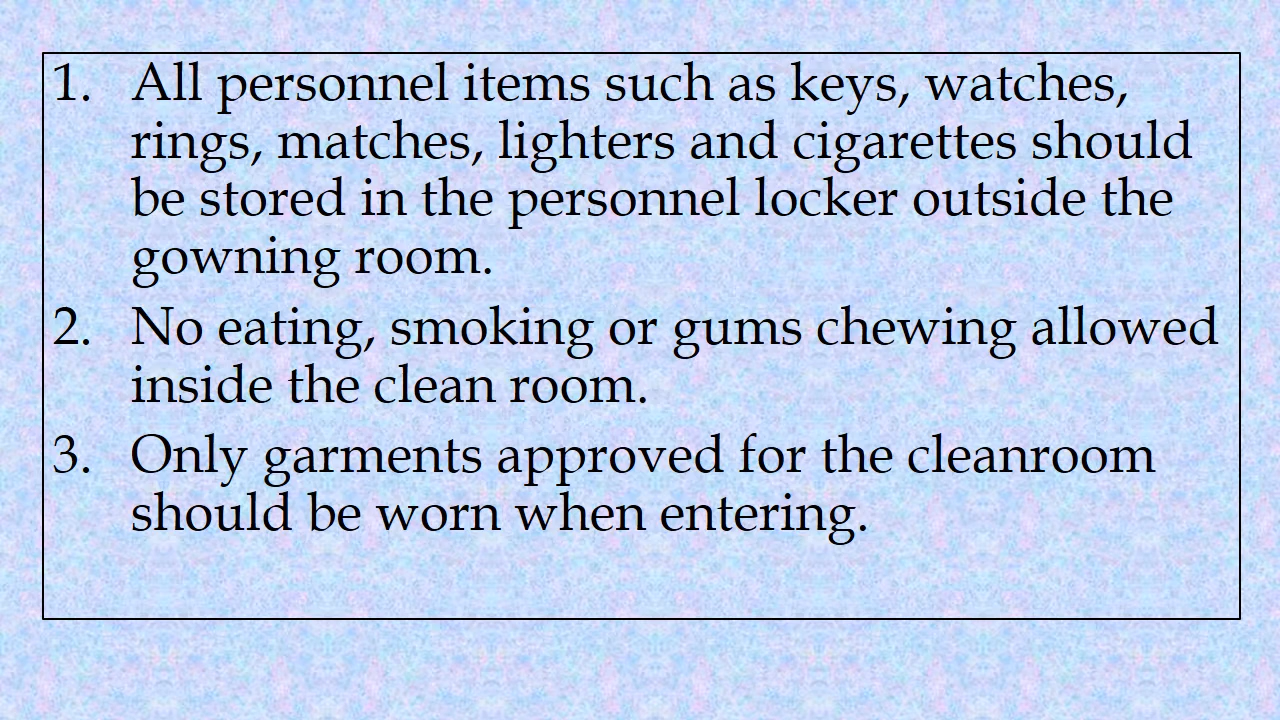 1. All personnel items such as keys, watches,
rings, matches, lighters and cigarettes should
be stored in the personnel locker outside the
gowning room.
2. No eating, smoking or gums chewing allowed
inside the clean room.
3. Only garments approved for the cleanroom
should be worn when entering.